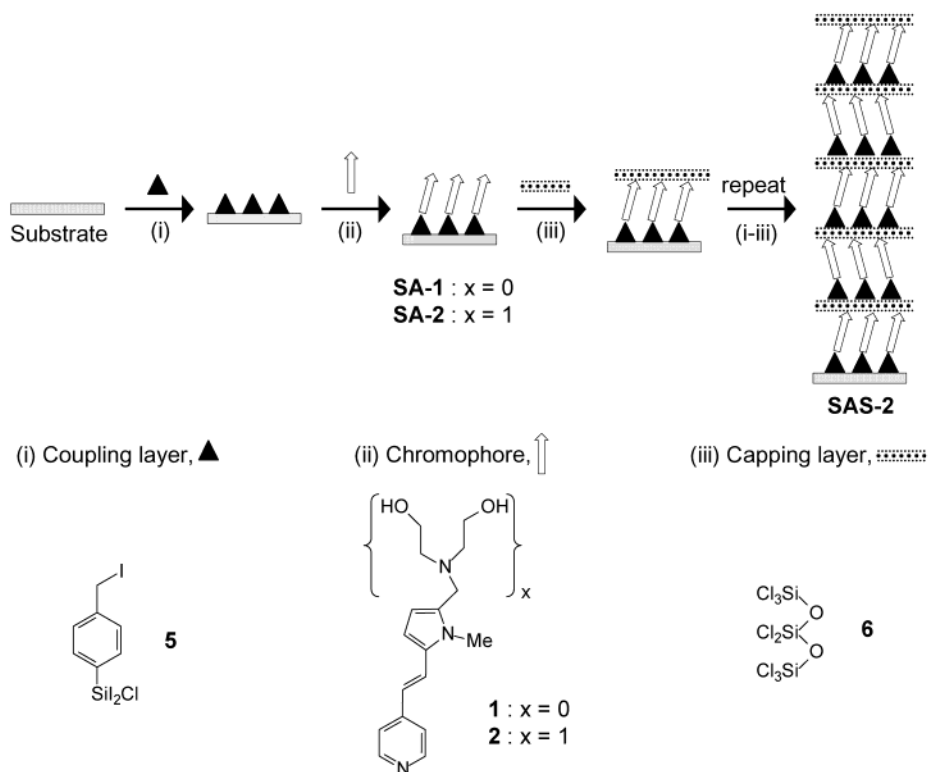 Substrate
(i)
(ii)
(iii)
repeat
(i-iii)
SA-1 : x = 0
SA-2 : x = 1
SAS-2
(i) Coupling layer,
(ii) Chromophore,
(iii) Capping layer,
HO
OH
N
x
N
Me
N
1 : x = 0
2 : x = 1
I
5
SiI2Cl
Cl3Si
O
Cl2Si
6
O
Cl3Si